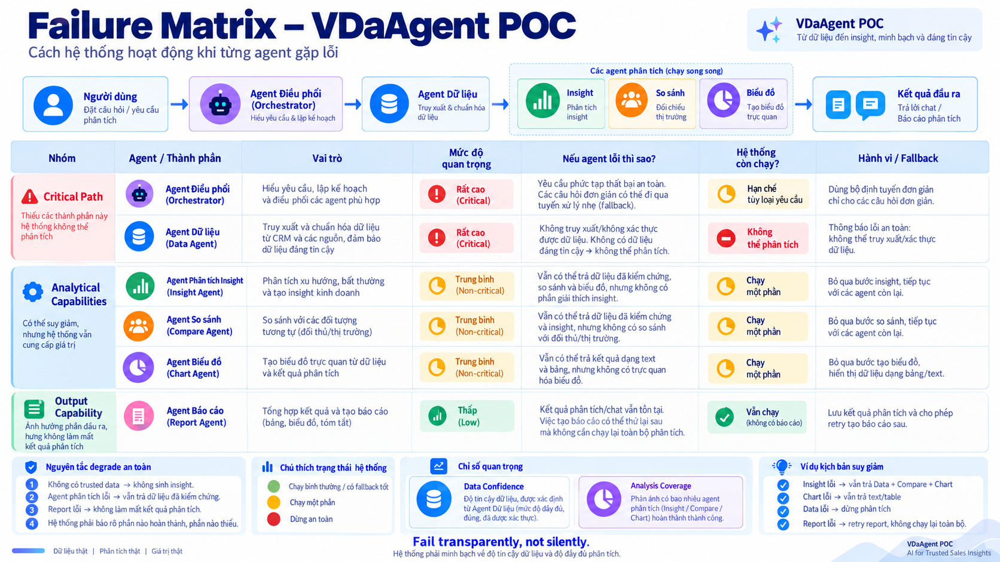 Failure Matrix – VDaAgent POC
Cách hệ thống hoạt động khi từng agent gặp lỗi
VDaAgent POC
Từ dữ liệu đến insight, minh bạch và đáng tin cậy
Người dùng
Đặt câu hỏi / yêu cầu
phân tích
Agent Điều phối
(Orchestrator)
Hiểu yêu cầu & lập kế hoạch
Agent Dữ liệu
Truy xuất & chuẩn hóa
dữ liệu
Các agent phân tích (chạy song song)
Insight
Phân tích
insight
So sánh
Đối chiếu
thị trường
Biểu đồ
Tạo biểu đồ
trực quan
Kết quả đầu ra
Trả lời chat /
Báo cáo phân tích
Nhóm
Agent / Thành phần
Vai trò
Mức độ
quan trọng
Nếu agent lỗi thì sao?
Hệ thống
còn chạy?
Hành vi / Fallback
Critical Path
Thiếu các thành phần này
hệ thống không thể
phân tích
Agent Điều phối
(Orchestrator)
Hiểu yêu cầu, lập kế hoạch
và điều phối các agent phù hợp
Rất cao
(Critical)
Yêu cầu phức tạp thất bại an toàn.
Các câu hỏi đơn giản có thể đi qua
tuyến xử lý nhẹ (fallback).
Hạn chế
tùy loại yêu cầu
Dùng bộ định tuyến đơn giản
chỉ cho các câu hỏi đơn giản.
Agent Dữ liệu
(Data Agent)
Truy xuất và chuẩn hóa dữ liệu
từ CRM và các nguồn, đảm bảo
dữ liệu đáng tin cậy
Rất cao
(Critical)
Không truy xuất/không xác thực
được dữ liệu. Không có dữ liệu
đáng tin cậy → không thể phân tích.
Không
thể phân tích
Thông báo lỗi an toàn:
không thể truy xuất/xác thực
dữ liệu.
Analytical
Capabilities
Có thể suy giảm,
nhưng hệ thống vẫn
cung cấp giá trị
Agent Phân tích Insight
(Insight Agent)
Phân tích xu hướng, bất thường
và tạo insight kinh doanh
Trung bình
(Non-critical)
Vẫn có thể trả dữ liệu đã kiểm chứng,
so sánh và biểu đồ, nhưng không có
phần giải thích insight.
Chạy
một phần
Bỏ qua bước insight, tiếp tục
với các agent còn lại.
Agent So sánh
(Compare Agent)
So sánh với các đối tượng
tương tự (đối thủ/thị trường)
Trung bình
(Non-critical)
Vẫn có thể trả dữ liệu đã kiểm chứng
và insight, nhưng không có so sánh
với đối thủ/thị trường.
Chạy
một phần
Bỏ qua bước so sánh, tiếp tục
với các agent còn lại.
Agent Biểu đồ
(Chart Agent)
Tạo biểu đồ trực quan từ dữ liệu
và kết quả phân tích
Trung bình
(Non-critical)
Vẫn có thể trả kết quả dạng text
và bảng, nhưng không có trực quan
hóa biểu đồ.
Chạy
một phần
Bỏ qua bước tạo biểu đồ,
hiển thị dữ liệu dạng bảng/text.
Output
Capability
Ảnh hưởng phần đầu ra,
hưng không làm mất
kết quả phân tích
Agent Báo cáo
(Report Agent)
Tổng hợp kết quả và tạo báo cáo
(bảng, biểu đồ, tóm tắt)
Thấp
(Low)
Kết quả phân tích/chat vẫn tồn tại.
Việc tạo báo cáo có thể thử lại sau
mà không cần chạy lại toàn bộ phân tích.
Vẫn chạy
(không có báo cáo)
Lưu kết quả phân tích và cho phép
retry tạo báo cáo sau.
Nguyên tắc degrade an toàn
1 Không có trusted data → không sinh insight.
2 Agent phân tích lỗi → vẫn trả dữ liệu đã kiểm chứng.
3 Report lỗi → không làm mất kết quả phân tích.
4 Hệ thống phải báo rõ phần nào hoàn thành, phần nào thiếu.
Chú thích trạng thái hệ thống
Chạy bình thường / có fallback tốt
Chạy một phần
Dừng an toàn
Chỉ số quan trọng
Data Confidence
Độ tin cậy dữ liệu, được xác định
từ Agent Dữ liệu (mức độ đầy đủ,
đúng, đã được xác thực).
Analysis Coverage
Phản ánh có bao nhiêu agent
phân tích (Insight / Compare /
Chart) hoàn thành thành công.
Ví dụ kịch bản suy giảm
Insight lỗi → vẫn trả Data + Compare + Chart
Chart lỗi → vẫn trả text/table
Data lỗi → dừng phân tích
Report lỗi → retry report, không chạy lại toàn bộ.
Dữ liệu thật | Phân tích thật | Giá trị thật
Fail transparently, not silently.
Hệ thống phải minh bạch về độ tin cậy dữ liệu và độ đầy đủ phân tích.
VDaAgent POC
AI for Trusted Sales Insights